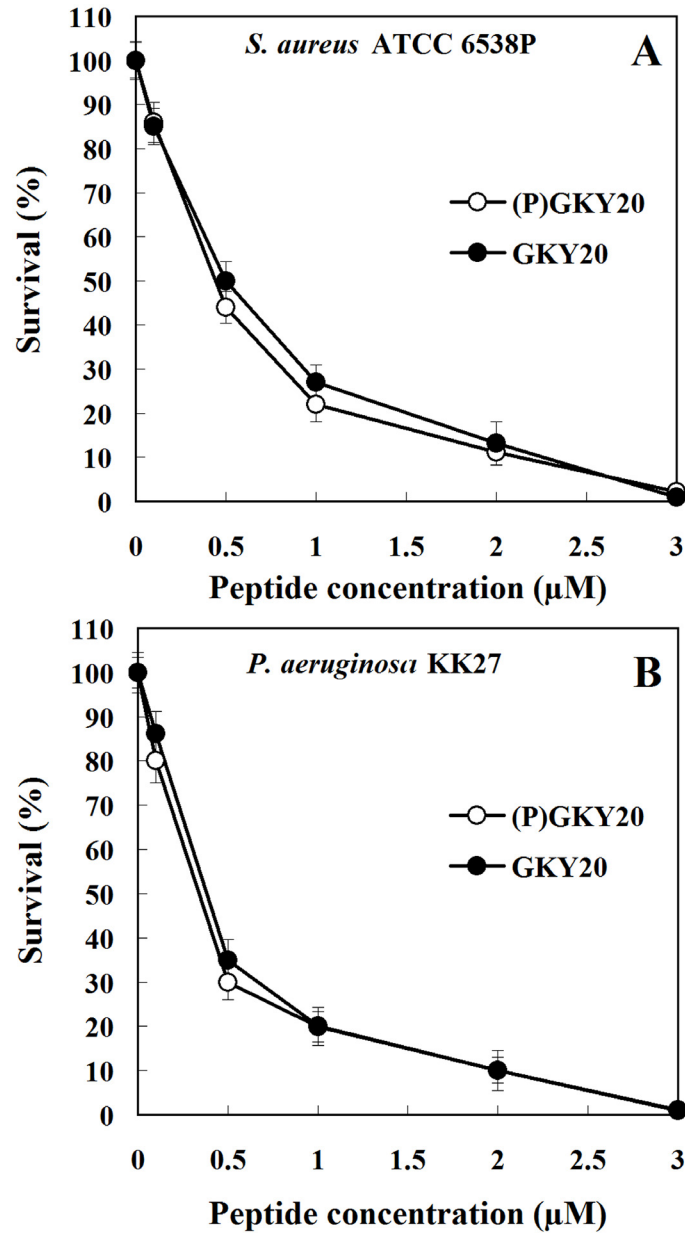 110
S. aureus ATCC 6538P
A
100
90
80
70
(P)GKY20
60
GKY20
50
40
30
20
10
0
Survival (%)
0 0.5 1 1.5 2 2.5 3
Peptide concentration (µM)
110
P. aeruginosa KK27
B
100
90
80
70
(P)GKY20
60
GKY20
50
40
30
20
10
0
Survival (%)
0 0.5 1 1.5 2 2.5 3
Peptide concentration (µM)